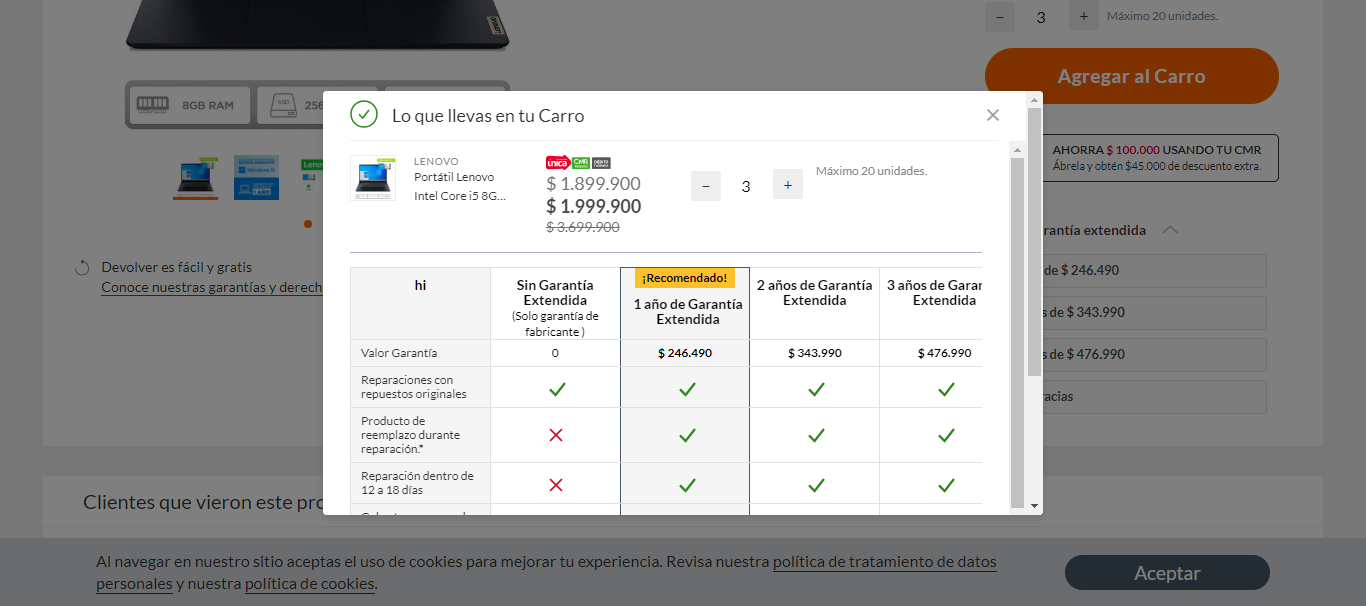 3
Máximo 20 unidades.
Agregar al Carro
8GB RAM
SSD
256
AHORRA $ 100.000 USANDO TU CMR
Ábrela y obtén $45.000 de descuento extra.
rantía extendida
de $ 246.490
s de $ 343.990
s de $ 476.990
racias
Devolver es fácil y gratis
Conoce nuestras garantías y derech
Clientes que vieron este pro
Lo que llevas en tu Carro
LENOVO
Portátil Lenovo
Intel Core i5 8G...
única CMR
$ 1.899.900
$ 1.999.900
$ 3.699.900
− 3 +
Máximo 20 unidades.
hi
Sin Garantía
Extendida
(Solo garantía de
fabricante )
¡Recomendado!
1 año de Garantía
Extendida
2 años de Garantía
Extendida
3 años de Garan
Extendida
Valor Garantía 0 $ 246.490 $ 343.990 $ 476.990
Reparaciones con
repuestos originales
Producto de
reemplazo durante
reparación.*
Reparación dentro de
12 a 18 días
Al navegar en nuestro sitio aceptas el uso de cookies para mejorar tu experiencia. Revisa nuestra política de tratamiento de datos
personales y nuestra política de cookies.
Aceptar